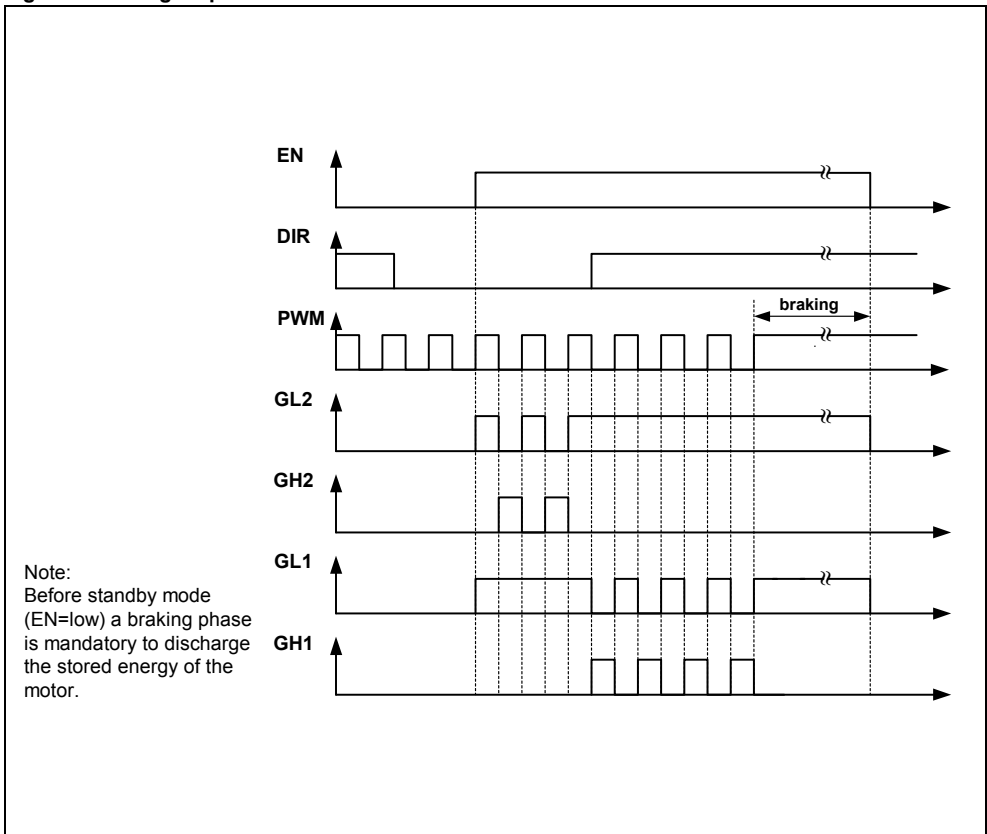 EN
DIR
braking
PWM
GL2
GH2
GL1
Note:
Before standby mode
(EN=low) a braking phase
is mandatory to discharge
the stored energy of the
motor.
GH1